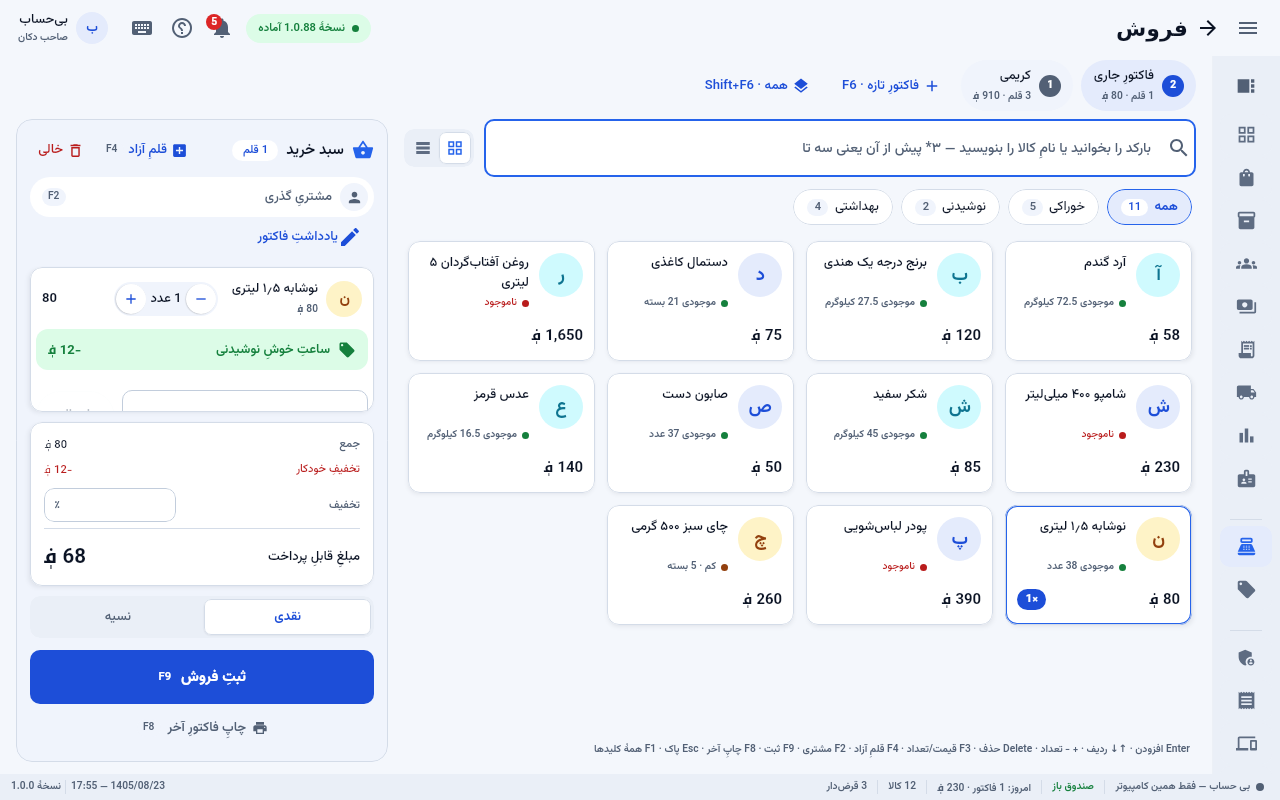 فروش
نسخهٔ 1.0.88 آماده
5
بی‌حساب
صاحب دکان
ب
2
فاکتورِ جاری
1 قلم · 80 ؋
1
کریمی
3 قلم · 910 ؋
فاکتورِ تازه · F6
همه · Shift+F6
بارکد را بخوانید یا نامِ کالا را بنویسید — ۳* پیش از آن یعنی سه تا
همه 11
خوراکی 5
نوشیدنی 2
بهداشتی 4
آ
آرد گندم
موجودی 72.5 کیلوگرم
58 ؋
ب
برنج درجه یک هندی
موجودی 27.5 کیلوگرم
120 ؋
د
دستمال کاغذی
موجودی 21 بسته
75 ؋
ر
روغن آفتاب‌گردان ۵
لیتری
ناموجود
1,650 ؋
ش
شامپو ۴۰۰ میلی‌لیتر
ناموجود
230 ؋
ش
شکر سفید
موجودی 45 کیلوگرم
85 ؋
ص
صابون دست
موجودی 37 عدد
50 ؋
ع
عدس قرمز
موجودی 16.5 کیلوگرم
140 ؋
ن
نوشابه ۱٫۵ لیتری
موجودی 38 عدد
80 ؋
1×
پ
پودر لباس‌شویی
ناموجود
390 ؋
چ
چای سبز ۵۰۰ گرمی
کم · 5 بسته
260 ؋
Enter افزودن · ↑↓ ردیف · + - تعداد · Delete حذف · F3 قیمت/تعداد · F4 قلمِ آزاد · F2 مشتری · F9 ثبت · F8 چاپِ آخر · Esc پاک · F1 همهٔ کلیدها
سبد خرید
1 قلم
قلمِ آزاد F4
خالی
مشتریِ گذری
F2
یادداشتِ فاکتور
ن
نوشابه ۱٫۵ لیتری
80 ؋
1 عدد
80
ساعتِ خوشِ نوشیدنی
-12 ؋
جمع
80 ؋
تخفیفِ خودکار
-12 ؋
تخفیف
٪
مبلغِ قابلِ پرداخت
68 ؋
نقدی
نسیه
ثبتِ فروش F9
چاپِ فاکتورِ آخر F8
بی حساب — فقط همین کامپیوتر
صندوق باز
امروز: 1 فاکتور · 230 ؋
12 کالا
3 قرض‌دار
1405/08/23 — 17:55
نسخهٔ 1.0.0